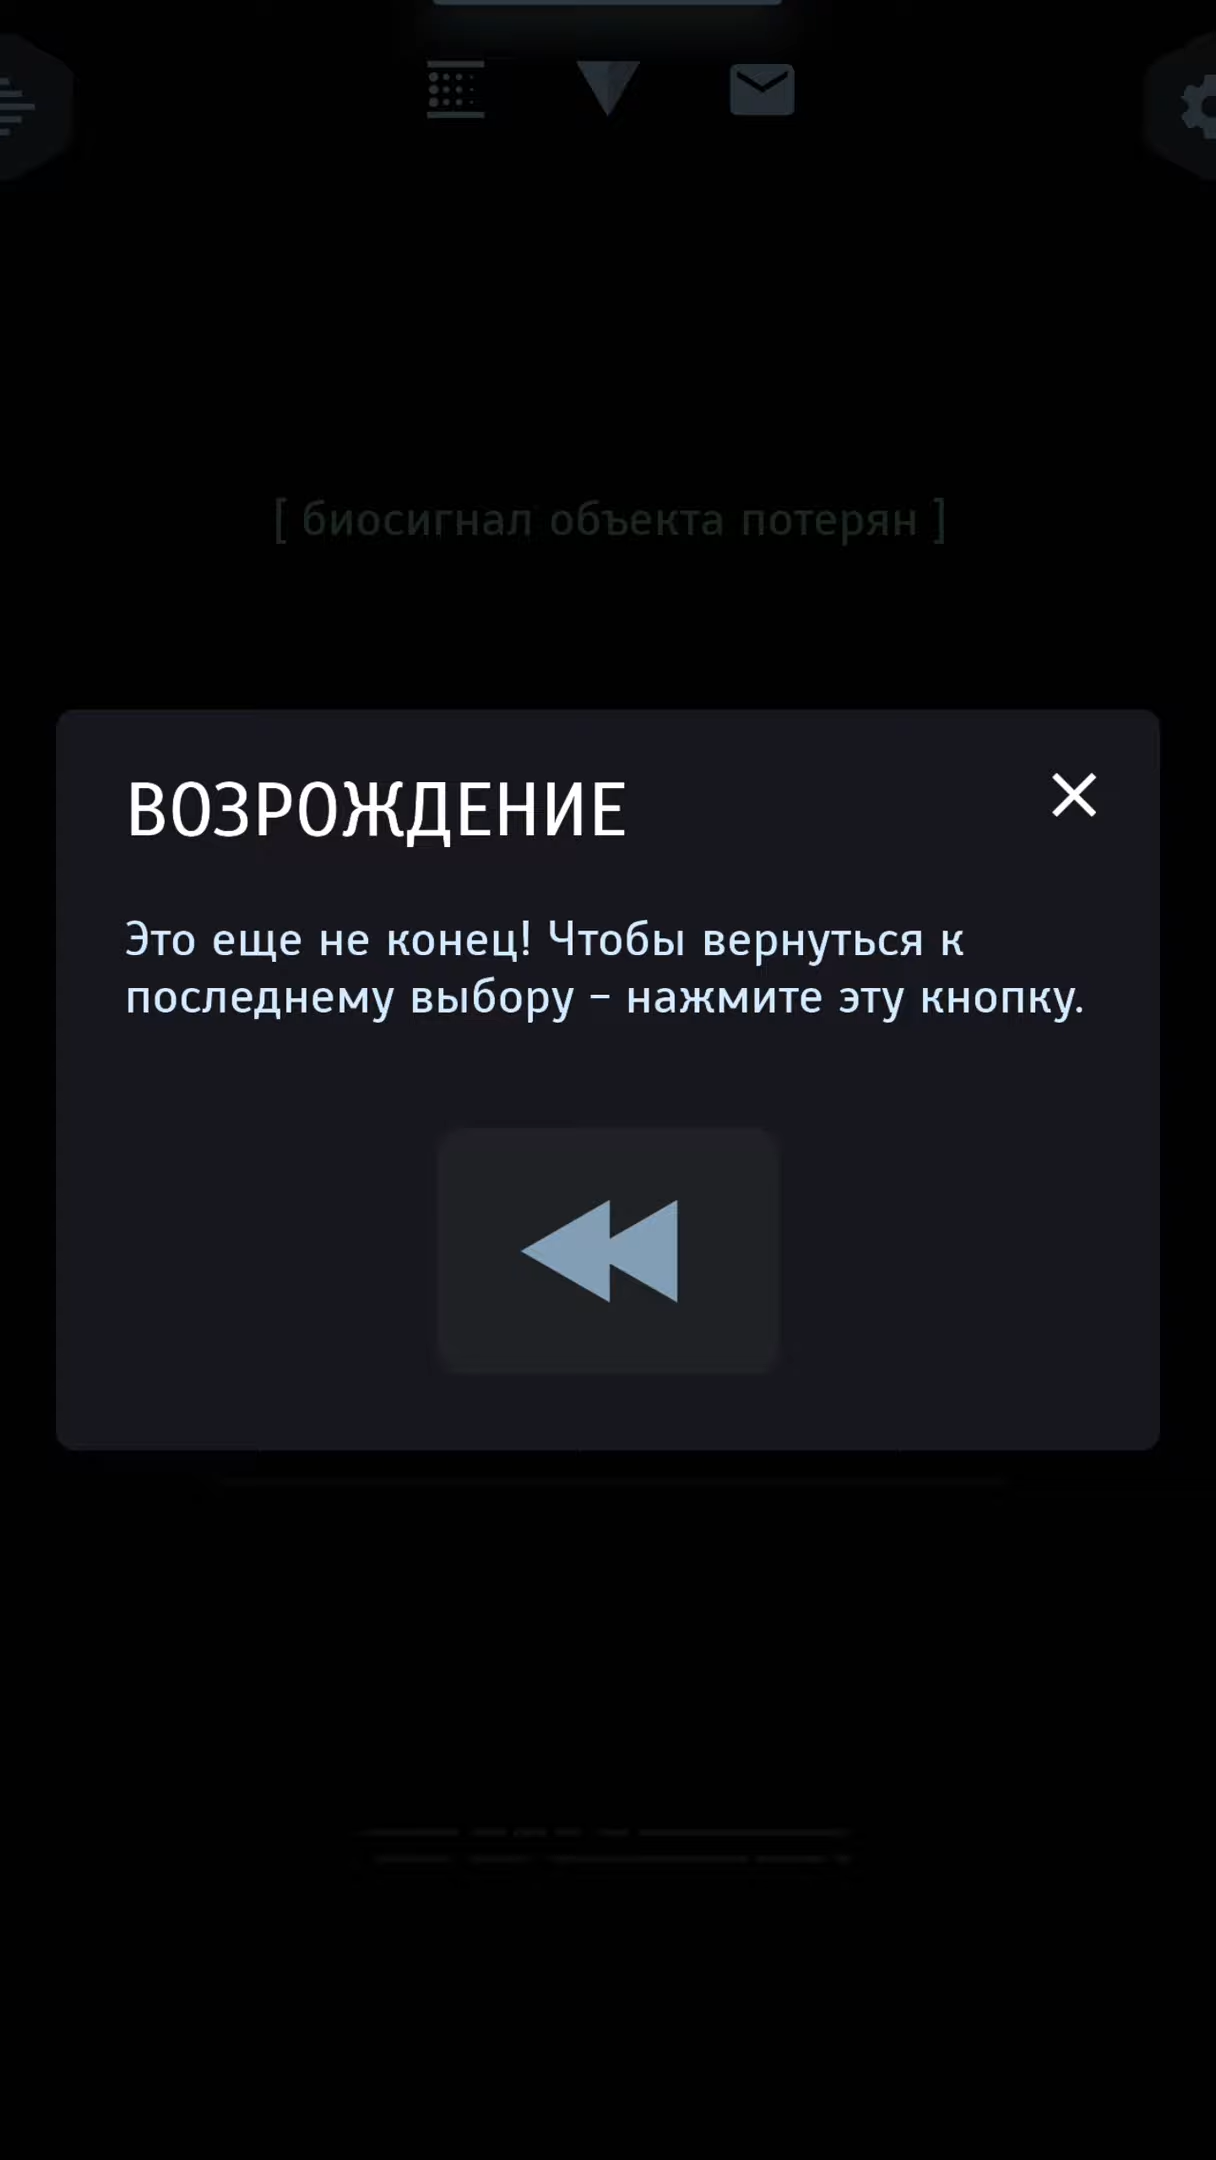 [ биосигнал объекта потерян ]
ВОЗРОЖДЕНИЕ
Это еще не конец! Чтобы вернуться к
последнему выбору – нажмите эту кнопку.